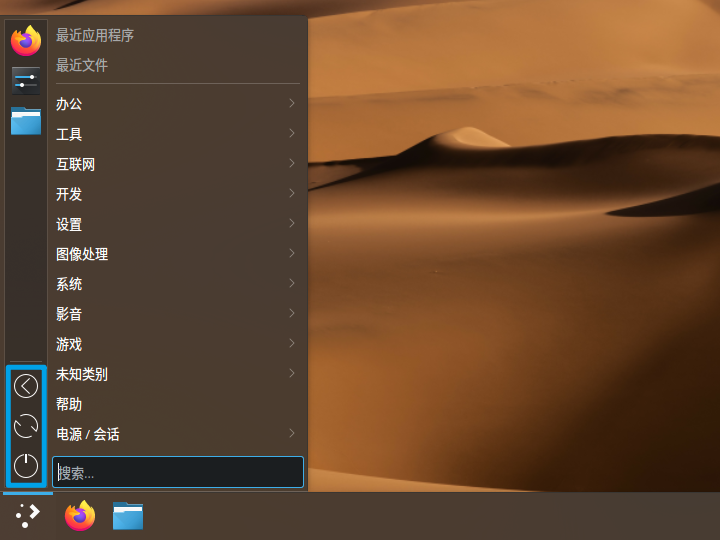 最近应用程序
最近文件
办公
工具
互联网
开发
设置
图像处理
系统
影音
游戏
未知类别
帮助
电源 / 会话
搜索...